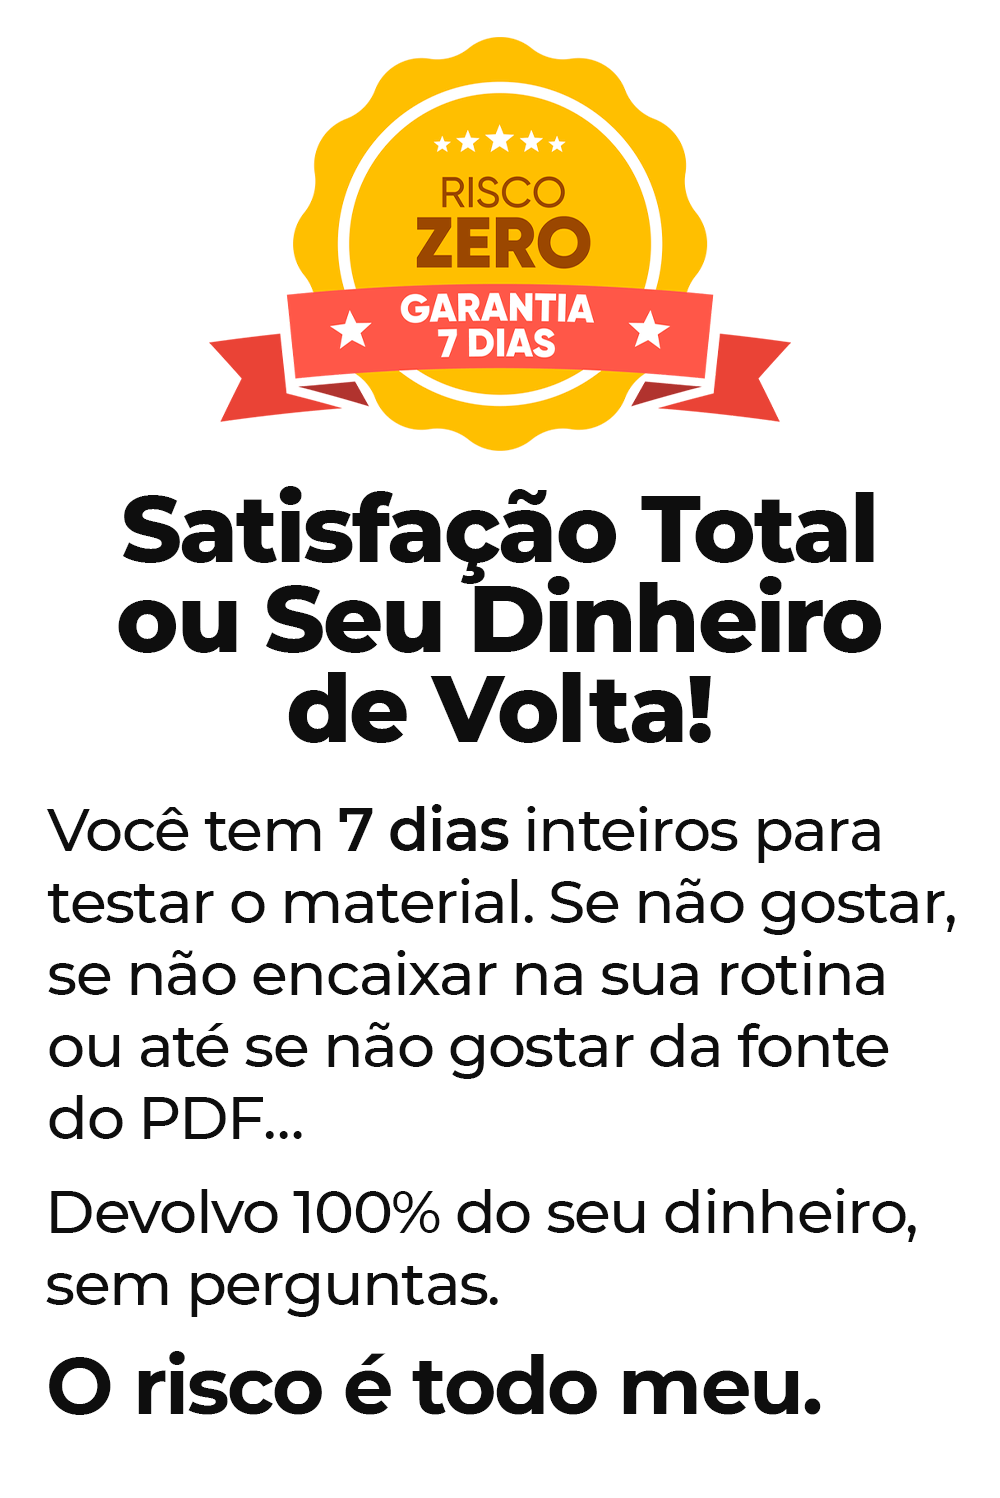 RISCO
ZERO
GARANTIA
7 DIAS
Satisfação Total
ou Seu Dinheiro
de Volta!
Você tem 7 dias inteiros para
testar o material. Se não gostar,
se não encaixar na sua rotina
ou até se não gostar da fonte
do PDF...
Devolvo 100% do seu dinheiro,
sem perguntas.
O risco é todo meu.